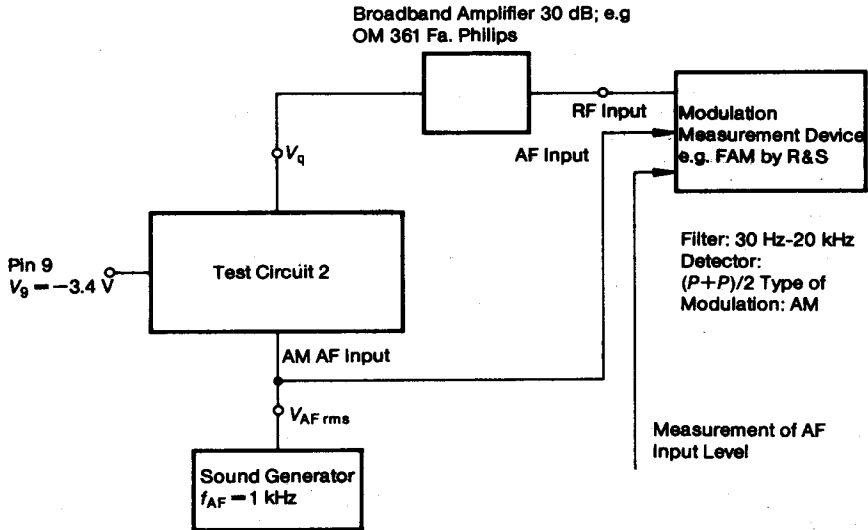 Broadband Amplifier 30 dB; e.g
OM 361 Fa. Philips
RF Input
AF Input
Modulation
Measurement Device
e.g. FAM by R&S
Vq
Filter: 30 Hz-20 kHz
Detector:
(P+P)/2 Type of
Modulation: AM
Pin 9
V9 = −3.4 V
Test Circuit 2
AM AF Input
VAF rms
Measurement of AF
Input Level
Sound Generator
fAF = 1 kHz